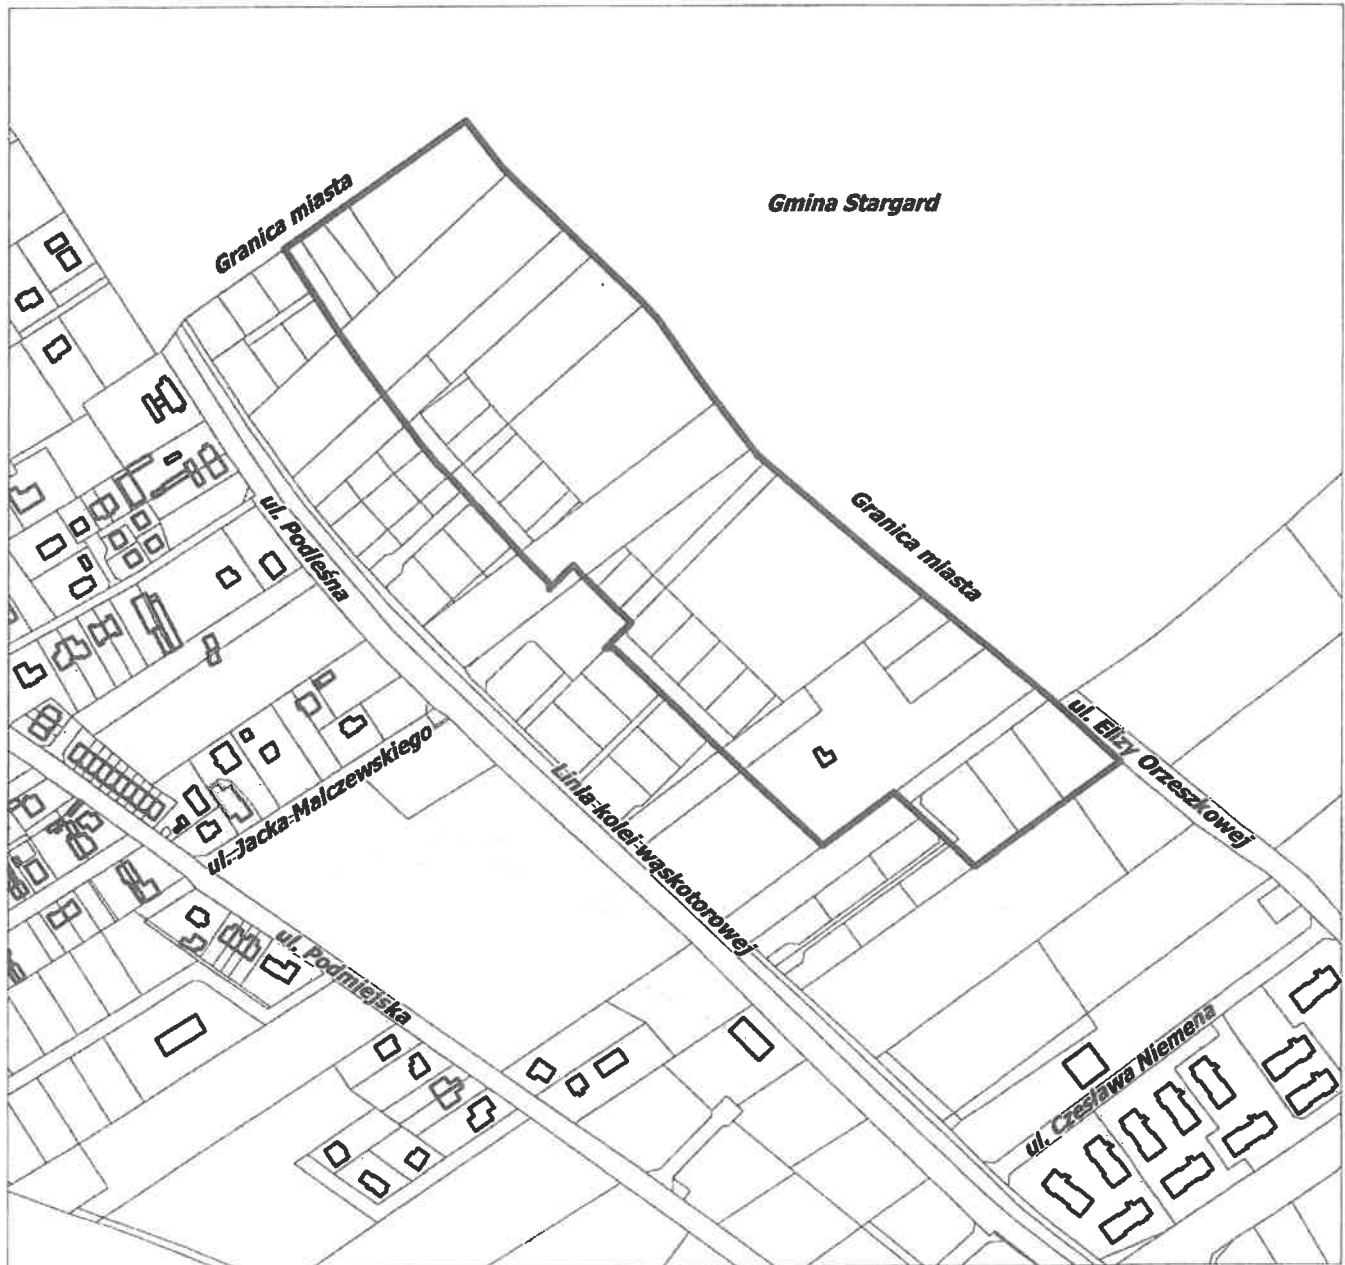 Granica miasta
Gmina Stargard
Granica miasta
ul. Podleśna
ul. Elizy Orzeszkowej
ul. Jacka Malczewskiego
Linia kolei wąskotorowej
ul. Podmiejska
ul. Czesława Niemena